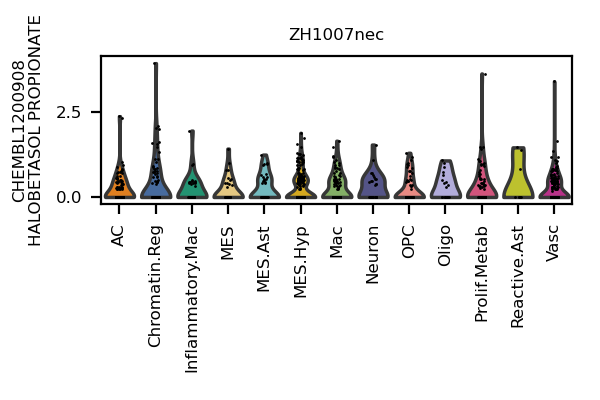 ZH1007nec
CHEMBL1200908
HALOBETASOL PROPIONATE
2.5
0.0
AC
Chromatin.Reg
Inflammatory.Mac
MES
MES.Ast
MES.Hyp
Mac
Neuron
OPC
Oligo
Prolif.Metab
Reactive.Ast
Vasc